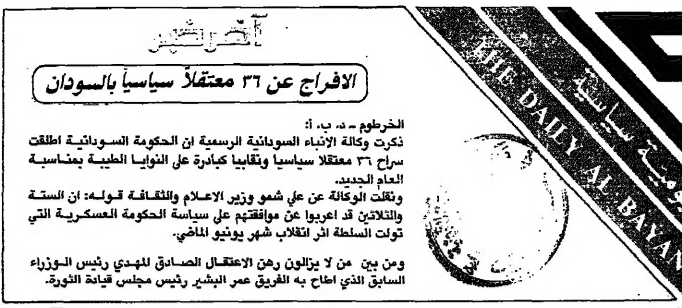 آخر الخبر
الافراج عن ٣٦ معتقلاً سياسياً بالسودان
الخرطوم - د. ب. أ:
ذكرت وكالة الانباء السودانية الرسمية ان الحكومة السودانية اطلقت
سراح ٣٦ معتقلا سياسيا ونقابيا كبادرة على النوايا الطيبة بمناسبة
العام الجديد.
ونقلت الوكالة عن علي شمو وزير الاعلام والثقافة قوله: ان الستة
والثلاثين قد اعربوا عن موافقتهم على سياسة الحكومة العسكرية التي
تولت السلطة اثر انقلاب شهر يونيو الماضي.
ومن بين من لا يزالون رهن الاعتقال الصادق المهدي رئيس الوزراء
السابق الذي اطاح به الفريق عمر البشير رئيس مجلس قيادة الثورة.
THE DAILY AL BAYAN
يومية سياسية